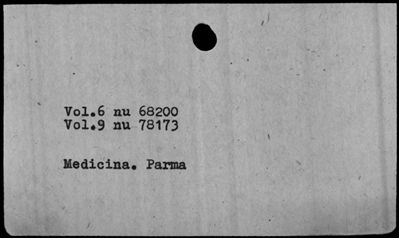 Vol.6 nu 68200
Vol.9 nu 78173
Medicina. Parma